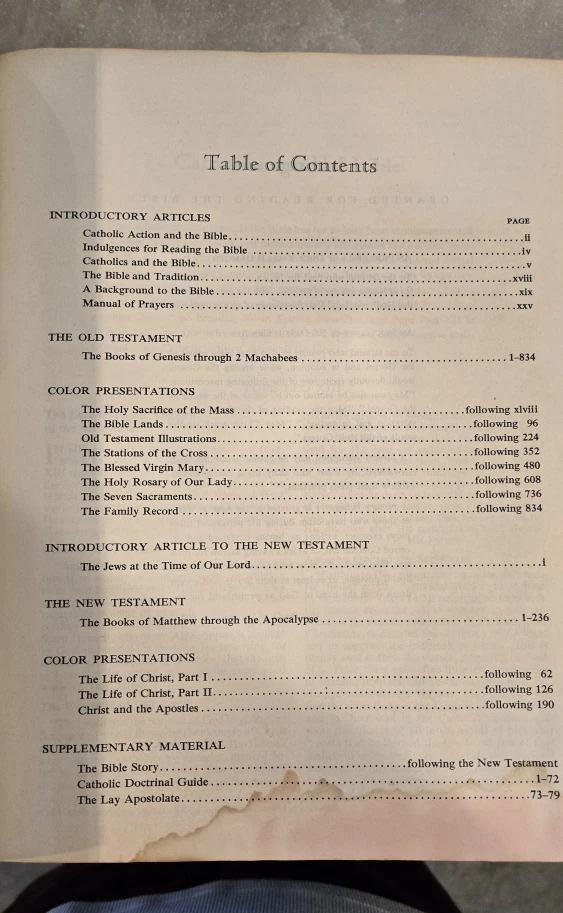 Table of Contents
INTRODUCTORY ARTICLES PAGE
Catholic Action and the Bible.......................................................ii
Indulgences for Reading the Bible ..................................................iv
Catholics and the Bible.............................................................v
The Bible and Tradition.............................................................xviii
A Background to the Bible...........................................................xix
Manual of Prayers ..................................................................xxv
THE OLD TESTAMENT
The Books of Genesis through 2 Machabees ...................................1–834
COLOR PRESENTATIONS
The Holy Sacrifice of the Mass .............................................following xlviii
The Bible Lands .............................................................following 96
Old Testament Illustrations.................................................following 224
The Stations of the Cross ..................................................following 352
The Blessed Virgin Mary.....................................................following 480
The Holy Rosary of Our Lady.................................................following 608
The Seven Sacraments........................................................following 736
The Family Record ..........................................................following 834
INTRODUCTORY ARTICLE TO THE NEW TESTAMENT
The Jews at the Time of Our Lord....................................................i
THE NEW TESTAMENT
The Books of Matthew through the Apocalypse .......................................1–236
COLOR PRESENTATIONS
The Life of Christ, Part I .................................................following 62
The Life of Christ, Part II.................................................following 126
Christ and the Apostles.....................................................following 190
SUPPLEMENTARY MATERIAL
The Bible Story.............................................following the New Testament
Catholic Doctrinal Guide............................................................1–72
The Lay Apostolate..................................................................73–79